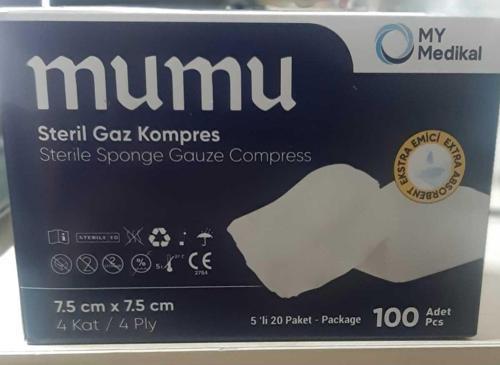 MY
Medikal
mumu
Steril Gaz Kompres
Sterile Sponge Gauze Compress
EKSTRA EMİCİ EXTRA ABSORBENT
STERILE EO
CE
2764
7.5 cm x 7.5 cm
4 Kat / 4 Ply
5 'li 20 Paket - Package
100 Adet
Pcs